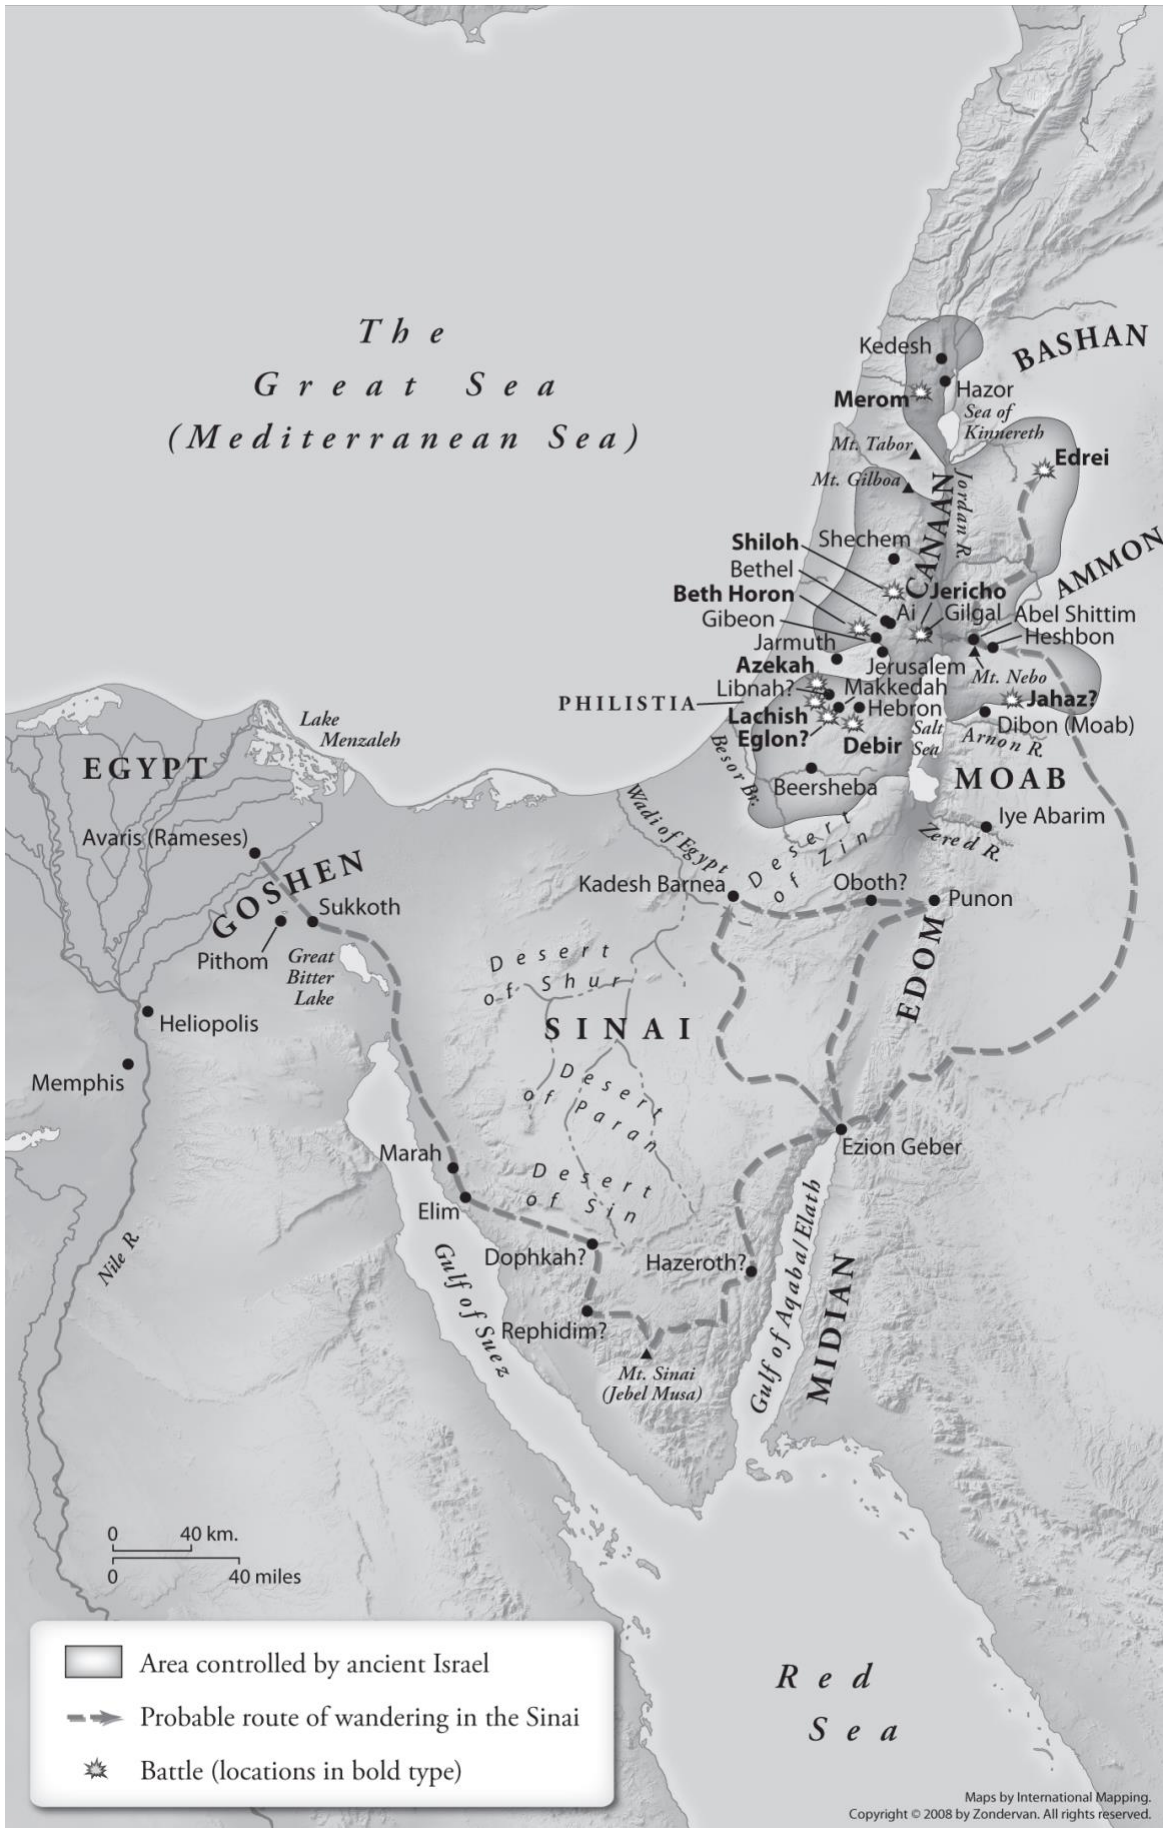 The
Great Sea
(Mediterranean Sea)
Kedesh
BASHAN
Hazor
Merom
Sea of
Kinnereth
Mt. Tabor
Edrei
Mt. Gilboa
CANAAN
Jordan R.
Shiloh
Shechem
Bethel
AMMON
Beth Horon
Jericho
Ai
Gilgal
Abel Shittim
Gibeon
Heshbon
Jarmuth
Jerusalem
Azekah
Mt. Nebo
Libnah?
Makkedah
Jahaz?
PHILISTIA
Hebron
Lachish
Dibon (Moab)
Eglon?
Debir
Salt
Sea
Arnon R.
Besor Br.
MOAB
Beersheba
Lake
Menzaleh
EGYPT
Wadi of Egypt
Desert
of Zin
Iye Abarim
Zered R.
Avaris (Rameses)
GOSHEN
Kadesh Barnea
Oboth?
Punon
Sukkoth
Pithom
Great
Bitter
Lake
Desert
of Shur
EDOM
Heliopolis
SINAI
Memphis
Desert
of Paran
Ezion Geber
Marah
Desert
of Sin
Elim
Nile R.
Dophkah?
Hazeroth?
Gulf of Suez
Gulf of Aqaba/Elath
MIDIAN
Rephidim?
Mt. Sinai
(Jebel Musa)
0 40 km.
0 40 miles
Area controlled by ancient Israel
Probable route of wandering in the Sinai
Battle (locations in bold type)
Red
Sea
Maps by International Mapping.
Copyright © 2008 by Zondervan. All rights reserved.